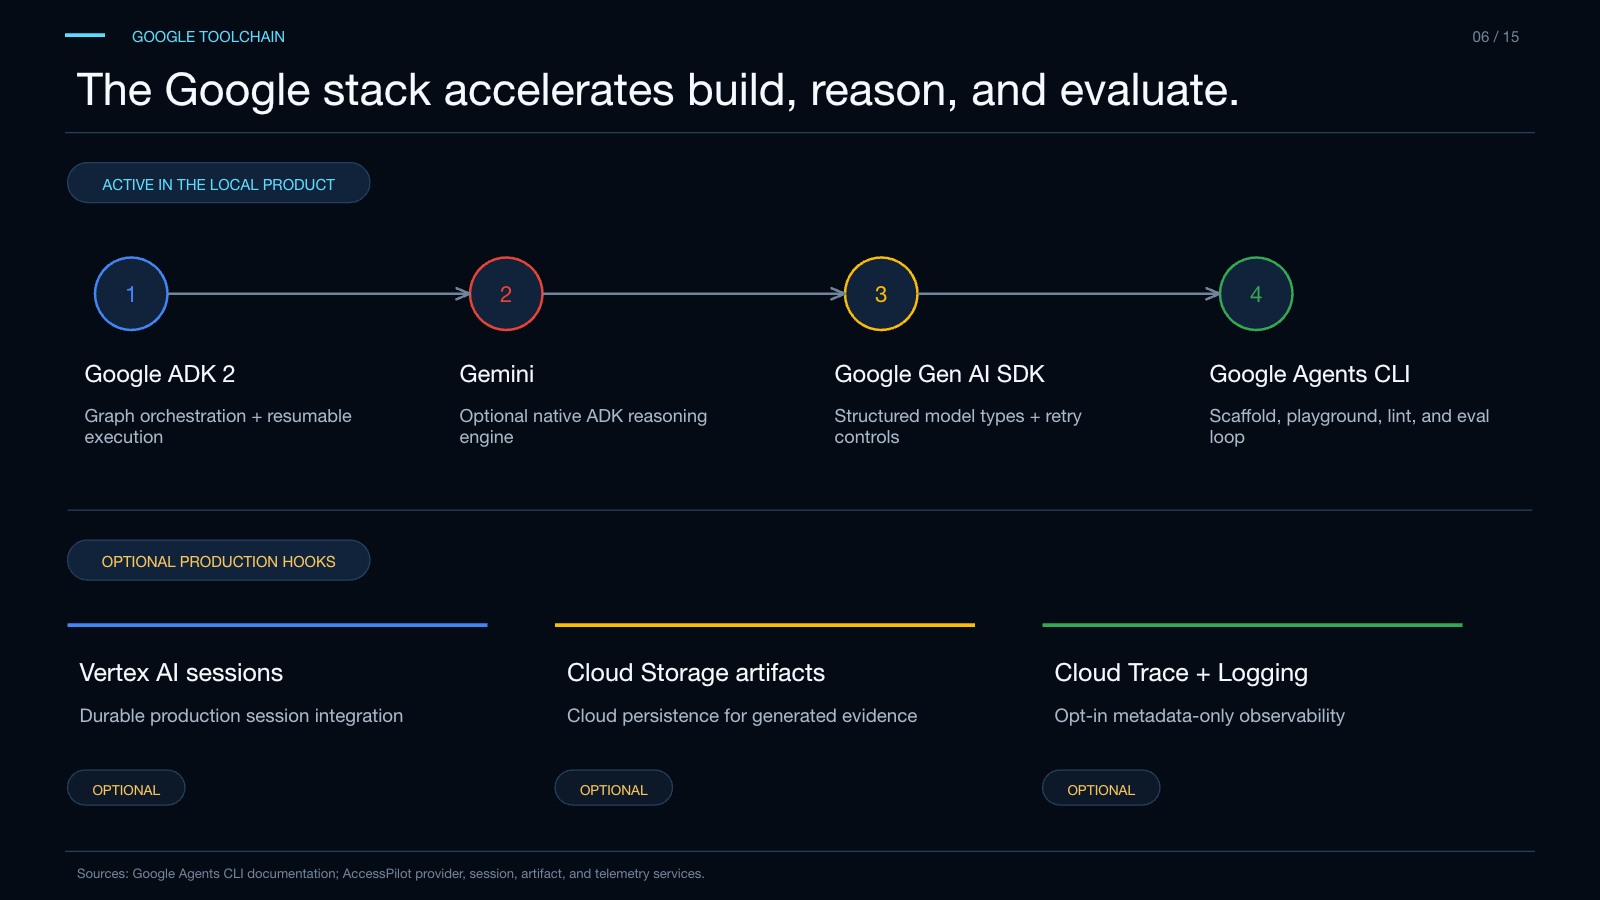 GOOGLE TOOLCHAIN
06 / 15
The Google stack accelerates build, reason, and evaluate.
ACTIVE IN THE LOCAL PRODUCT
1
2
3
4
Google ADK 2
Graph orchestration + resumable
execution
Gemini
Optional native ADK reasoning
engine
Google Gen AI SDK
Structured model types + retry
controls
Google Agents CLI
Scaffold, playground, lint, and eval
loop
OPTIONAL PRODUCTION HOOKS
Vertex AI sessions
Durable production session integration
OPTIONAL
Cloud Storage artifacts
Cloud persistence for generated evidence
OPTIONAL
Cloud Trace + Logging
Opt-in metadata-only observability
OPTIONAL
Sources: Google Agents CLI documentation; AccessPilot provider, session, artifact, and telemetry services.